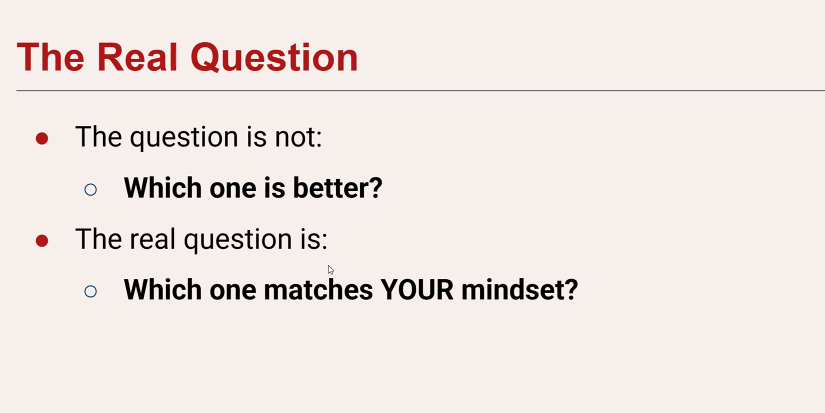 The Real Question
The question is not:
Which one is better?
The real question is:
Which one matches YOUR mindset?